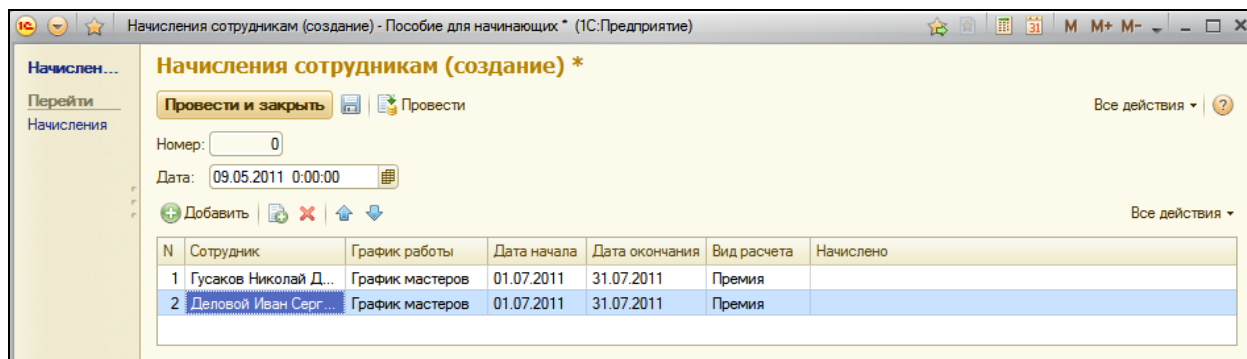 Начисления сотрудникам (создание) - Пособие для начинающих * (1С:Предприятие)
M M+ M-
Начислен...
Перейти
Начисления
Начисления сотрудникам (создание) *
Провести и закрыть Провести Все действия
Номер: 0
Дата: 09.05.2011 0:00:00
Добавить Все действия
N Сотрудник График работы Дата начала Дата окончания Вид расчета Начислено
1 Гусаков Николай Д... График мастеров 01.07.2011 31.07.2011 Премия
2 Деловой Иван Серг... График мастеров 01.07.2011 31.07.2011 Премия